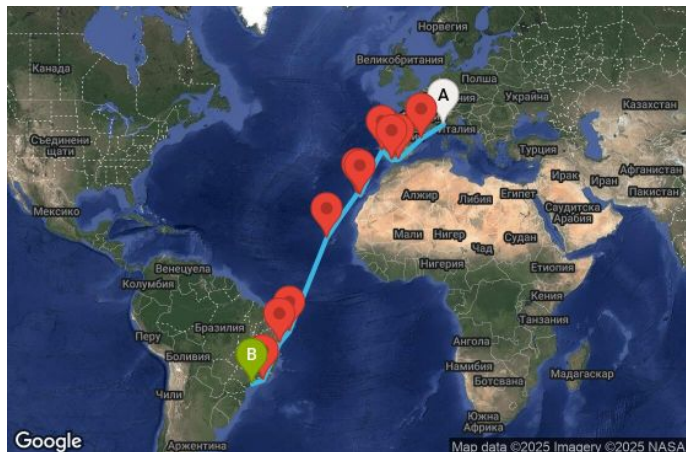 Норвегия
Канада
Великобритания
Полша
A
Украйна
Казахстан
Италия
Съединени
щати
Турция
Афганистан
Ирак
Иран
Пакистан
Алжир
Либия
Египет
Саудитска
Арабия
Мексико
Мали
Нигер
Чад
Судан
Нигерия
Етиопия
Венецуела
Колумбия
Кения
Танзания
Бразилия
Перу
Ангола
B
Боливия
Намибия
Ботсвана
Мадагаскар
Чили
Южна
Африка
Аржентина
Google
Map data ©2025 Imagery ©2025 NASA